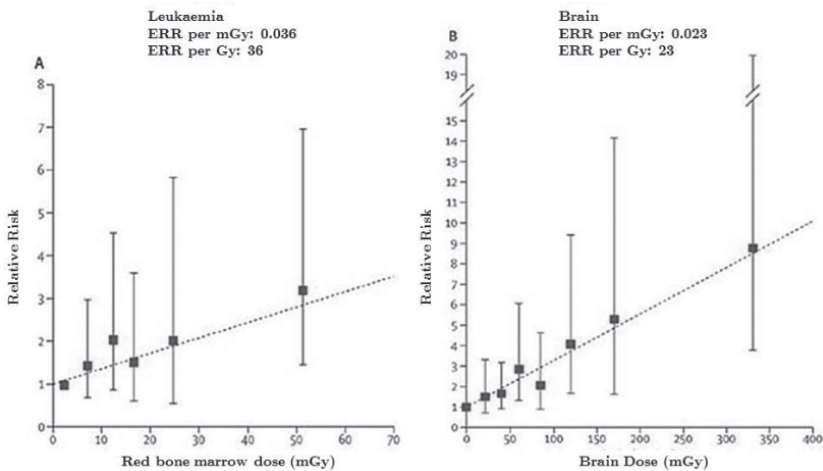 Leukaemia
ERR per mGy: 0.036
ERR per Gy: 36
A
8
7
6
5
4
3
2
1
0
0 10 20 30 40 50 60 70
Relative Risk
Red bone marrow dose (mGy)
Brain
ERR per mGy: 0.023
ERR per Gy: 23
B
20
19
15
14
13
12
11
10
9
8
7
6
5
4
3
2
1
0
0 50 100 150 200 250 300 350 400
Relative Risk
Brain Dose (mGy)